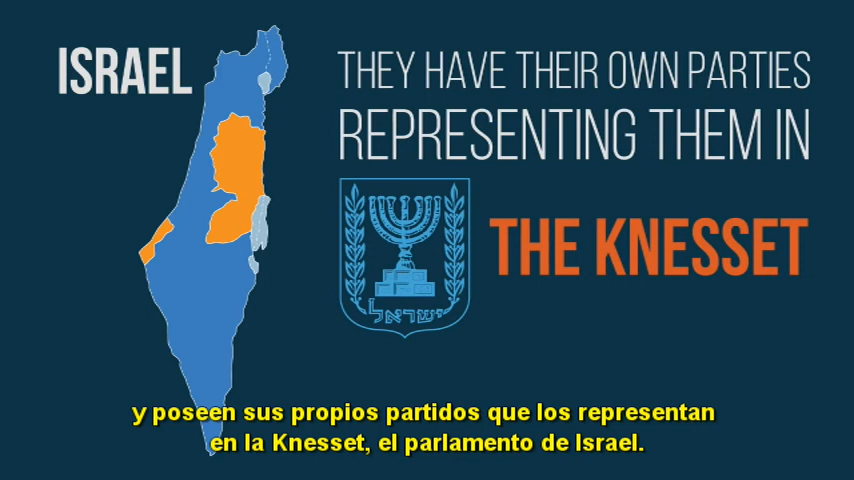 ISRAEL
THEY HAVE THEIR OWN PARTIES
REPRESENTING THEM IN
THE KNESSET
ישראל
y poseen sus propios partidos que los representan
en la Knesset, el parlamento de Israel.